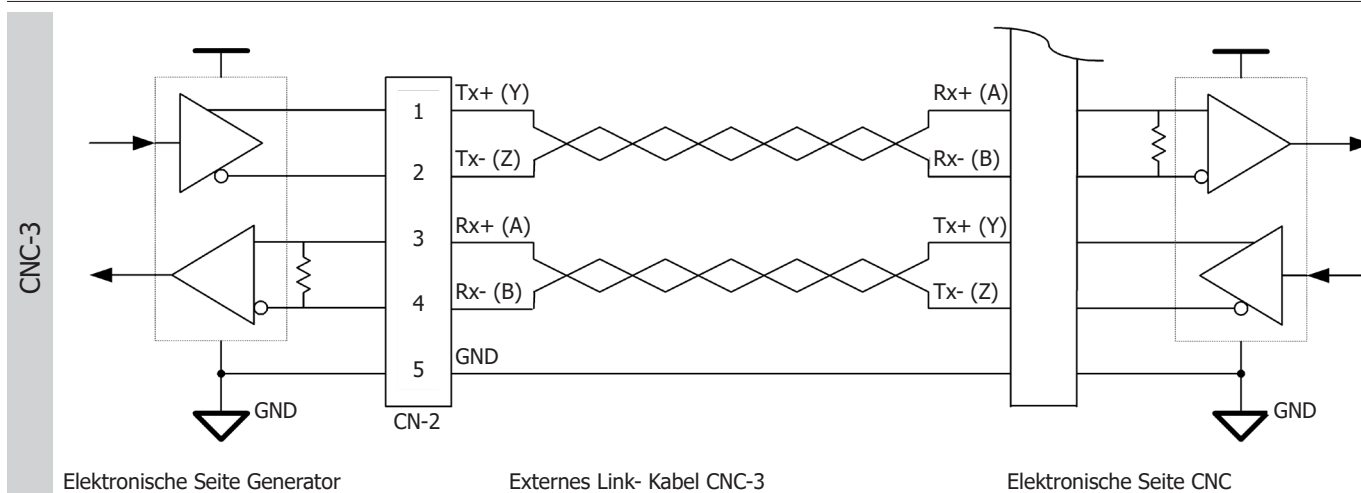 CNC-3
Tx+ (Y)
Rx+ (A)
1
Tx- (Z)
Rx- (B)
2
Rx+ (A)
Tx+ (Y)
3
Rx- (B)
Tx- (Z)
4
GND
5
GND
CN-2
GND
Elektronische Seite Generator
Externes Link- Kabel CNC-3
Elektronische Seite CNC